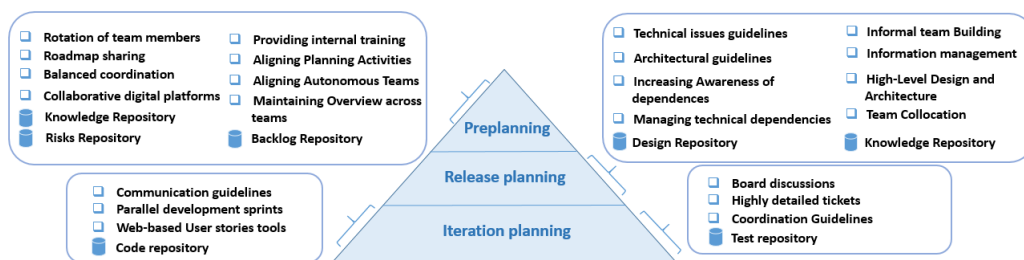 Rotation of team members
Roadmap sharing
Balanced coordination
Collaborative digital platforms
Knowledge Repository
Risks Repository
Providing internal training
Aligning Planning Activities
Aligning Autonomous Teams
Maintaining Overview across
teams
Backlog Repository
Technical issues guidelines
Architectural guidelines
Increasing Awareness of
dependences
Managing technical dependencies
Design Repository
Informal team Building
Information management
High-Level Design and
Architecture
Team Collocation
Knowledge Repository
Preplanning
Release planning
Iteration planning
Communication guidelines
Parallel development sprints
Web-based User stories tools
Code repository
Board discussions
Highly detailed tickets
Coordination Guidelines
Test repository